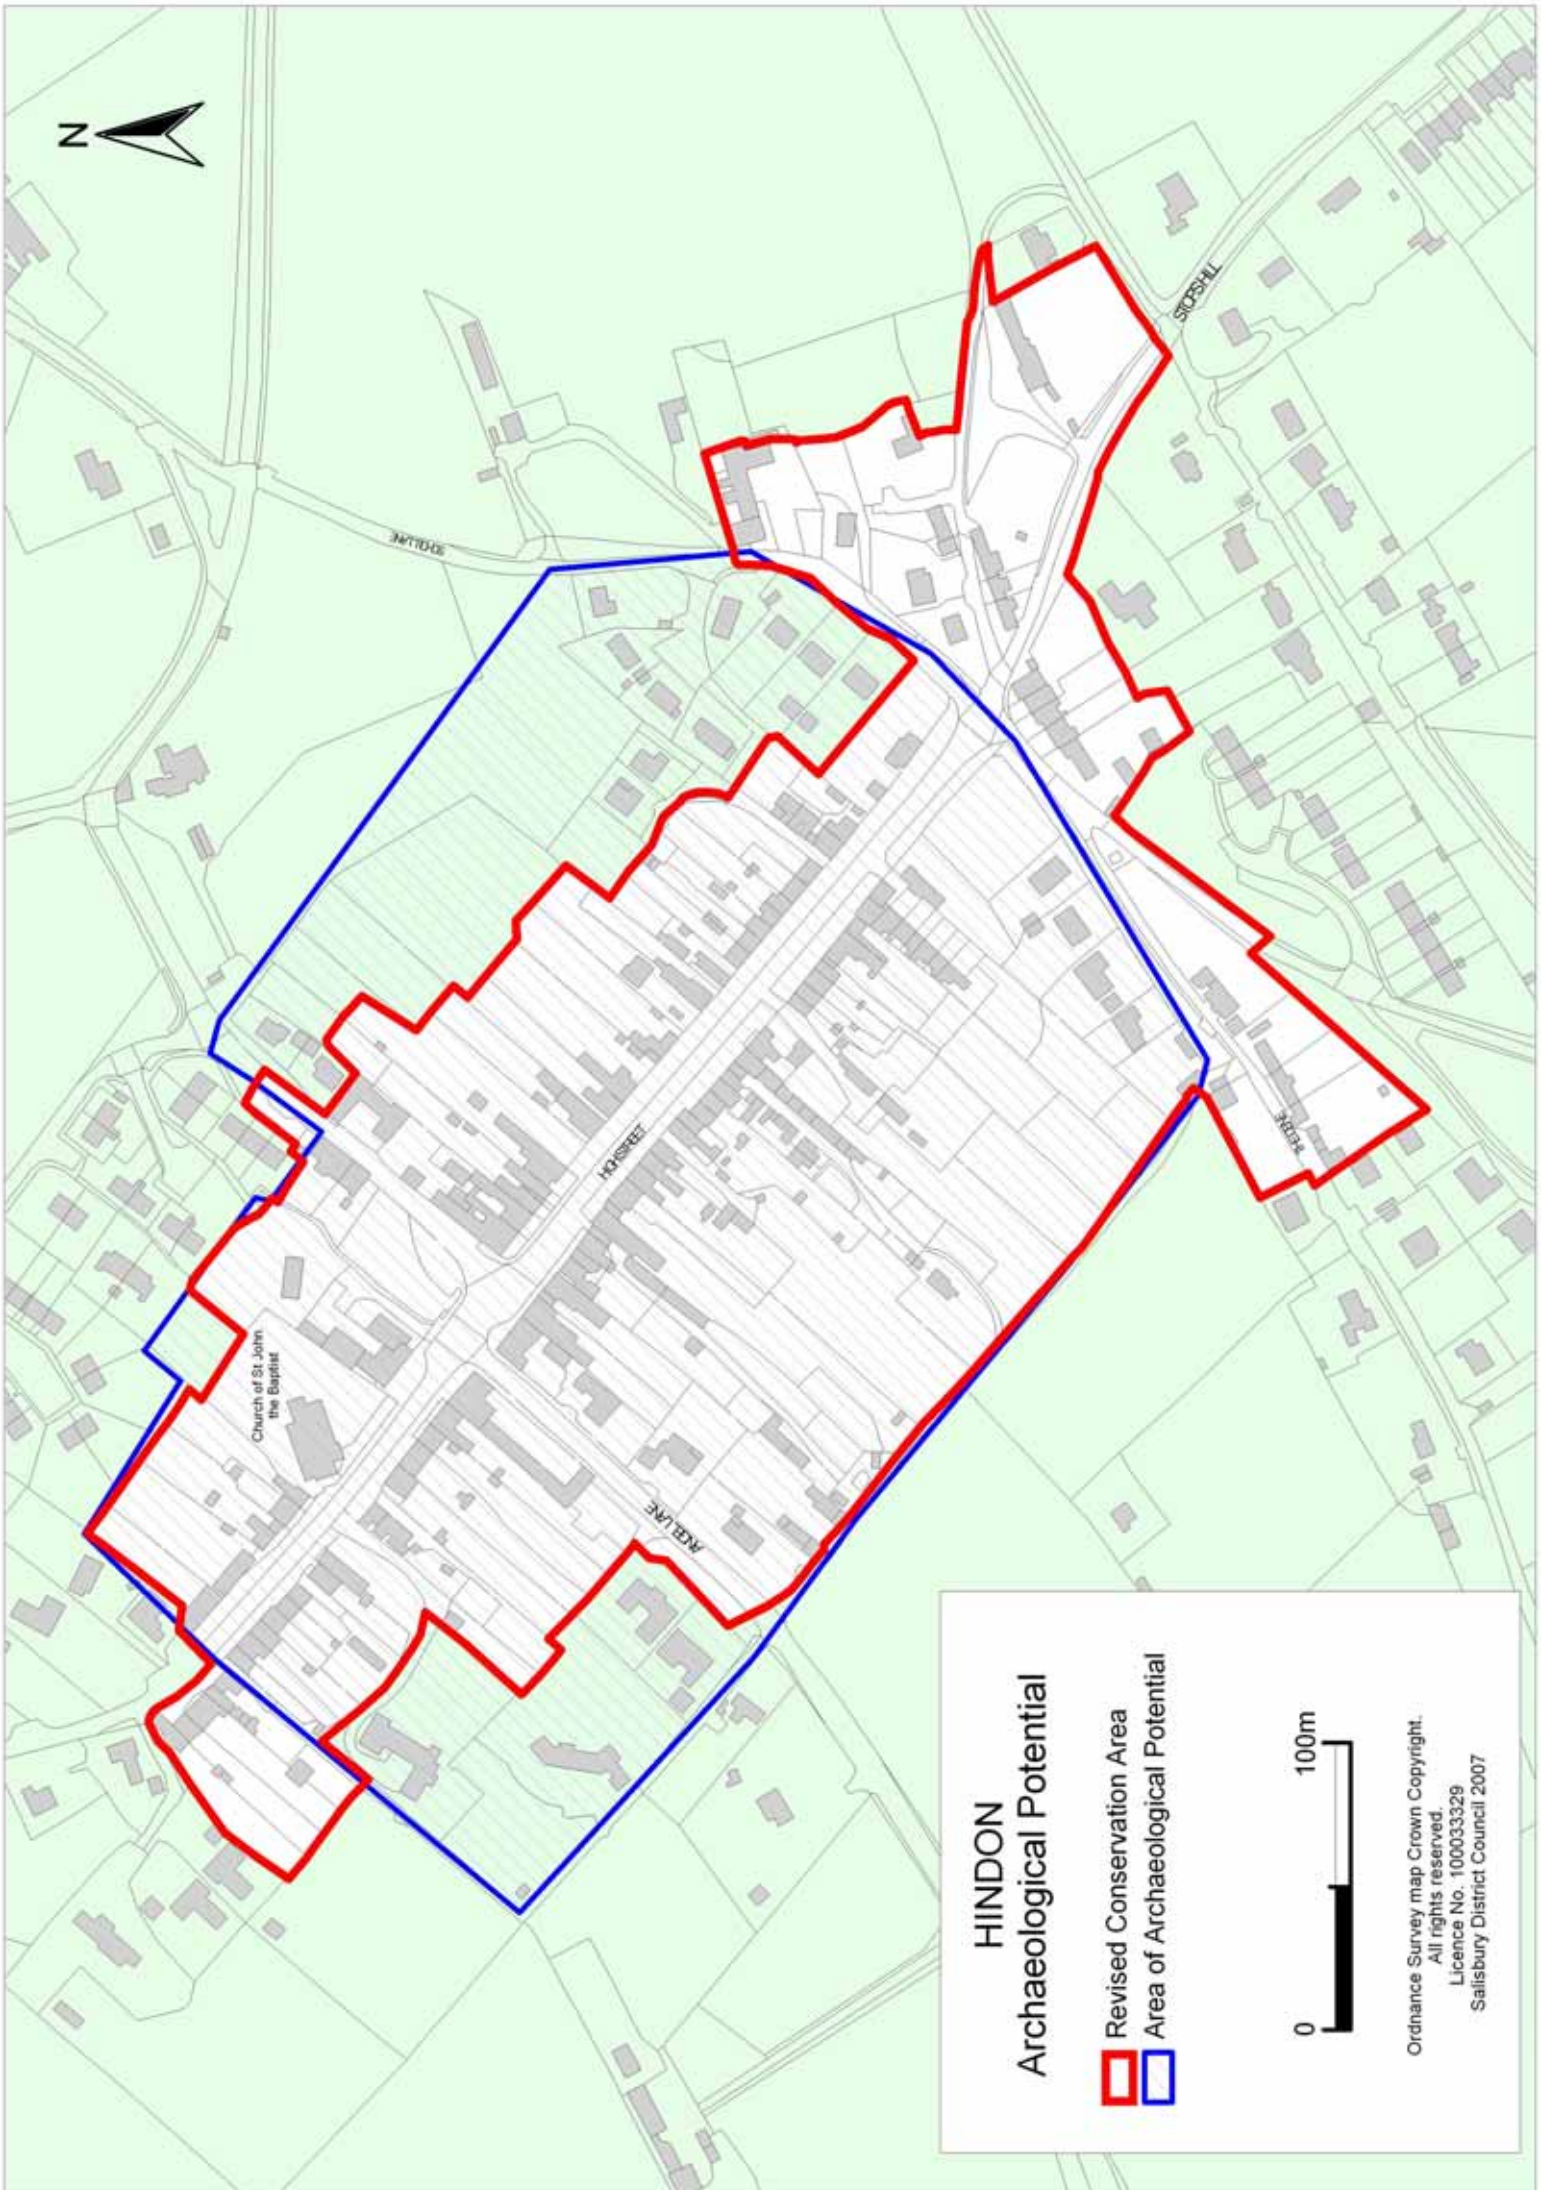 N
SCHOOL LANE
STOPS HILL
HIGH STREET
Church of St John
the Baptist
ANGEL LANE
THE DENE
HINDON
Archaeological Potential
Revised Conservation Area
Area of Archaeological Potential
0
100m
Ordnance Survey map Crown Copyright.
All rights reserved.
Licence No. 100033329
Salisbury District Council 2007